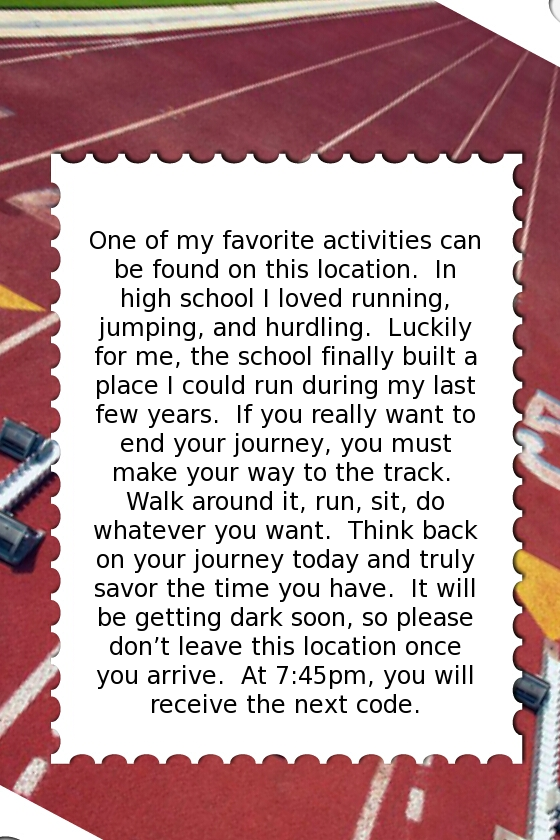 One of my favorite activities can
be found on this location.  In
high school I loved running,
jumping, and hurdling.  Luckily
for me, the school finally built a
place I could run during my last
few years.  If you really want to
end your journey, you must
make your way to the track.
Walk around it, run, sit, do
whatever you want.  Think back
on your journey today and truly
savor the time you have.  It will
be getting dark soon, so please
don’t leave this location once
you arrive.  At 7:45pm, you will
receive the next code.